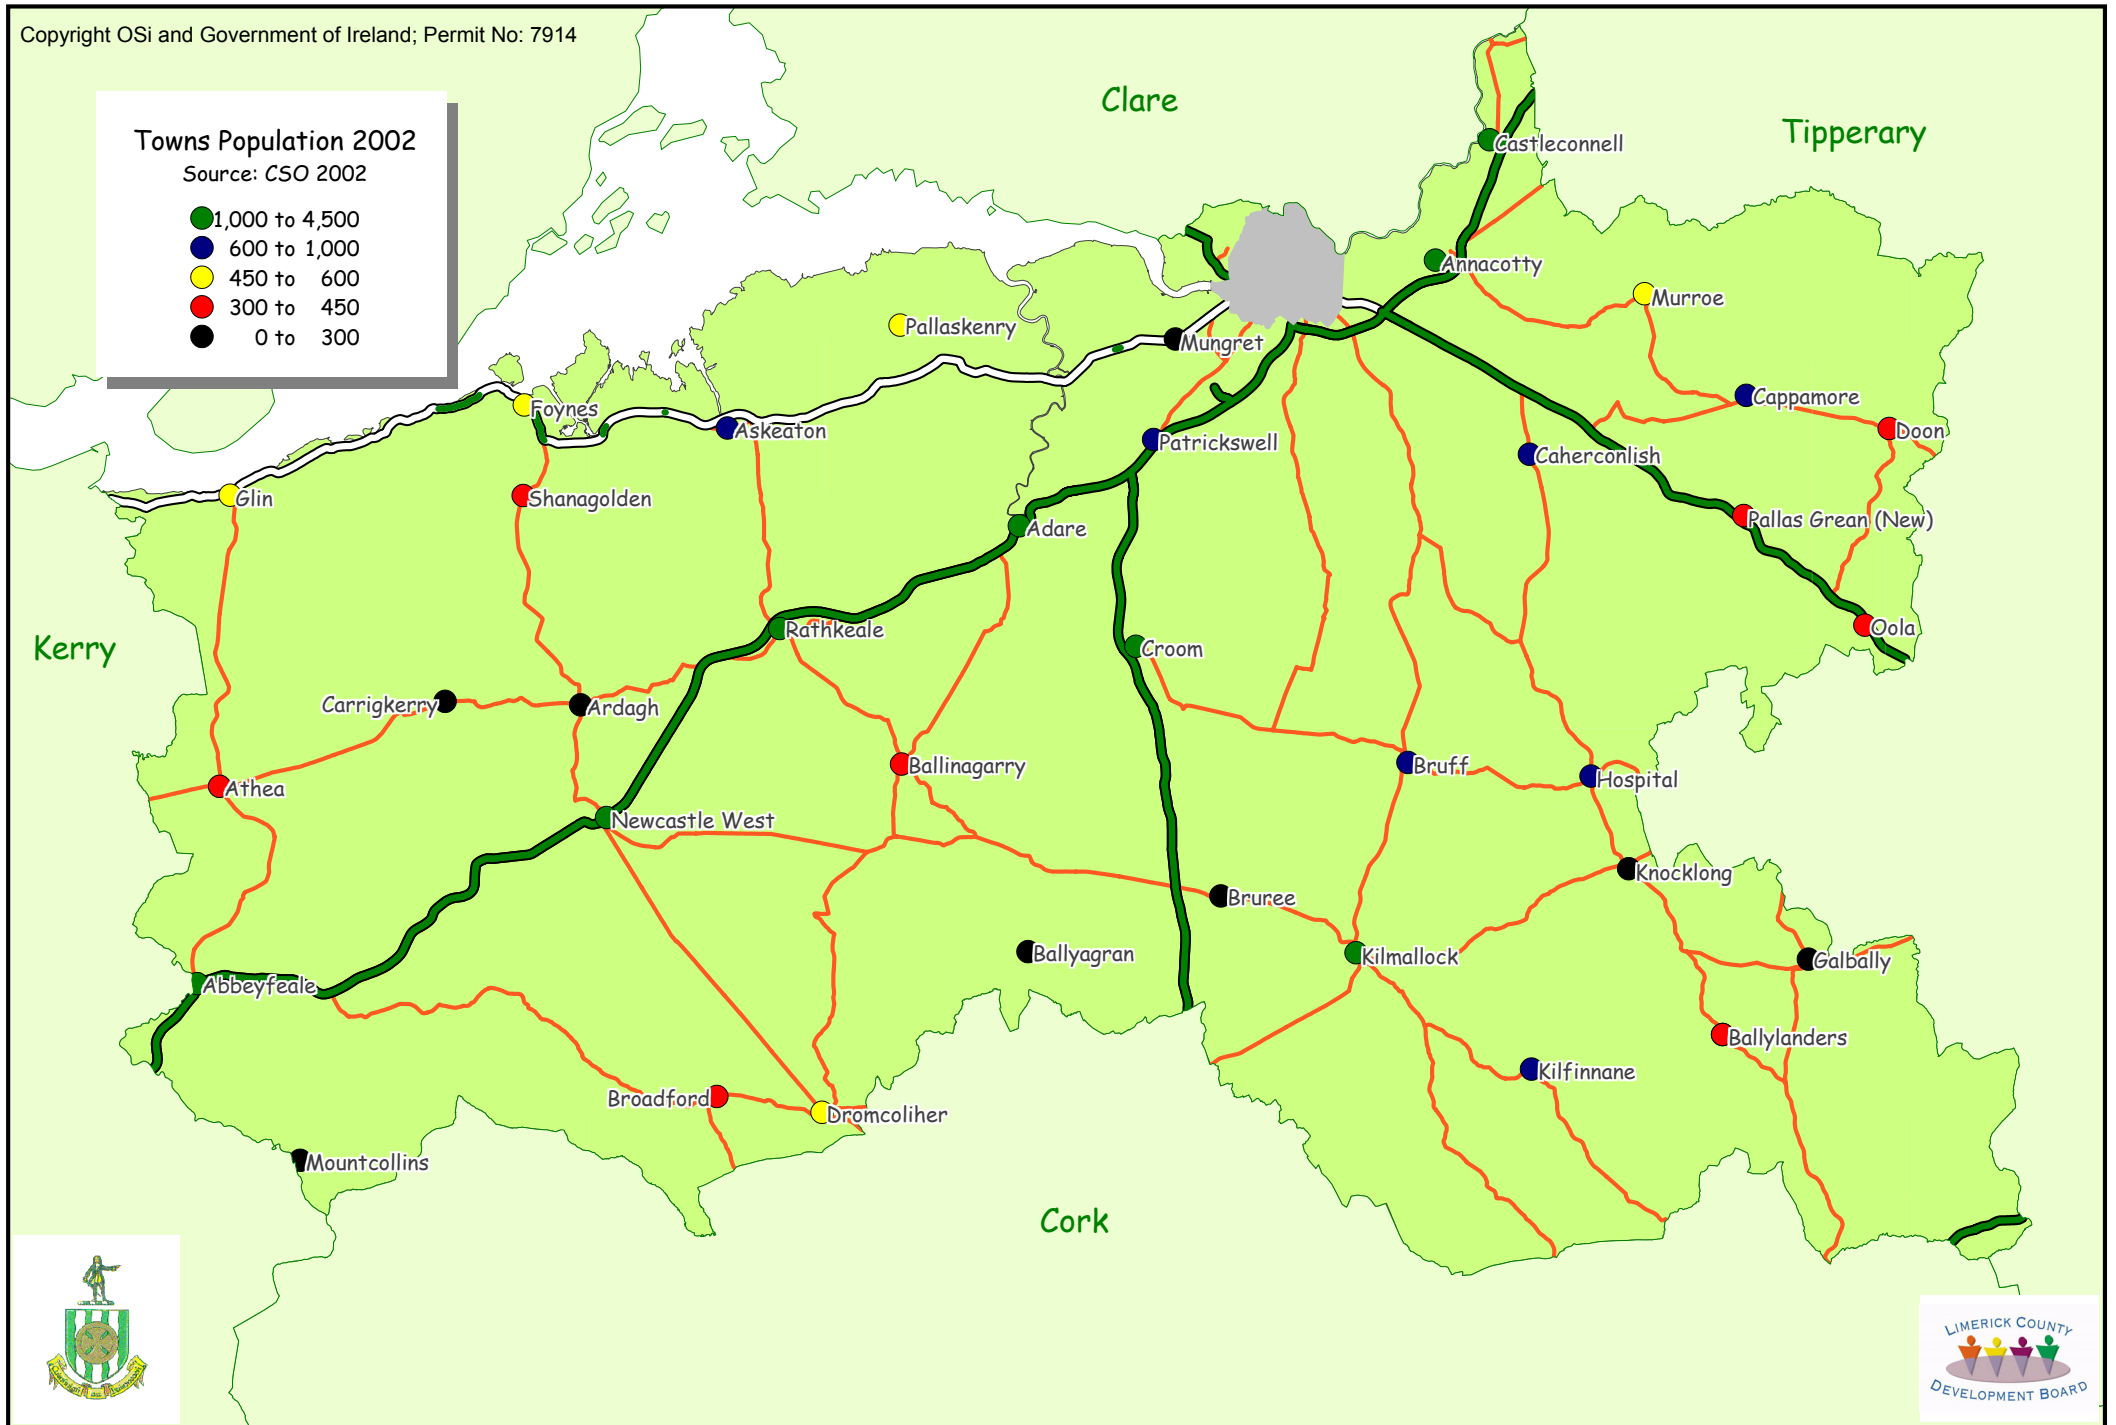 Copyright OSi and Government of Ireland; Permit No: 7914
Towns Population 2002
Source: CSO 2002
1,000 to 4,500
600 to 1,000
450 to 600
300 to 450
0 to 300
Clare
Tipperary
Castleconnell
Annacotty
Murroe
Pallaskenry
Mungret
Cappamore
Foynes
Askeaton
Patrickswell
Doon
Caherconlish
Glin
Shanagolden
Adare
Pallas Grean (New)
Kerry
Rathkeale
Croom
Oola
Carrigkerry
Ardagh
Athea
Ballinagarry
Bruff
Hospital
Newcastle West
Knocklong
Bruree
Ballyagran
Kilmallock
Galbally
Abbeyfeale
Ballylanders
Kilfinnane
Broadford
Dromcoliher
Mountcollins
Cork
LIMERICK COUNTY
DEVELOPMENT BOARD